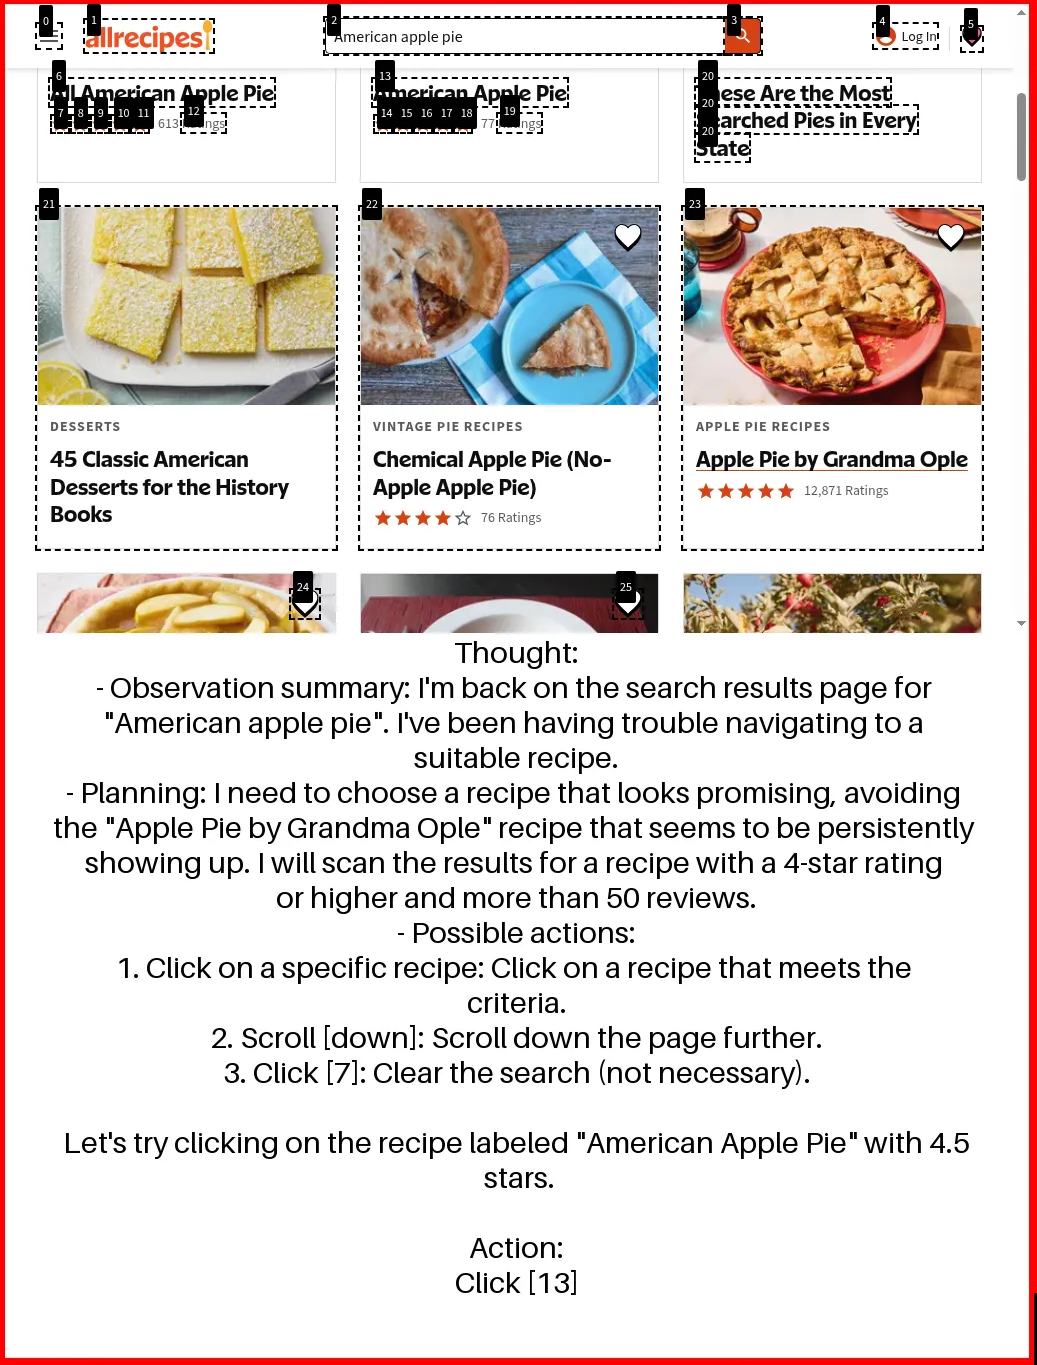 0 1 2 3 4 5
allrecipes American apple pie Log In
6 13 20
All American Apple Pie American Apple Pie These Are the Most
20
Searched Pies in Every
20
State
7 8 9 10 11 613 12 14 15 16 17 18 77 19
21 22 23
DESSERTS
45 Classic American
Desserts for the History
Books
VINTAGE PIE RECIPES
Chemical Apple Pie (No-
Apple Apple Pie)
76 Ratings
APPLE PIE RECIPES
Apple Pie by Grandma Ople
12,871 Ratings
24 25
Thought:
- Observation summary: I'm back on the search results page for
"American apple pie". I've been having trouble navigating to a
suitable recipe.
- Planning: I need to choose a recipe that looks promising, avoiding
the "Apple Pie by Grandma Ople" recipe that seems to be persistently
showing up. I will scan the results for a recipe with a 4-star rating
or higher and more than 50 reviews.
- Possible actions:
1. Click on a specific recipe: Click on a recipe that meets the
criteria.
2. Scroll [down]: Scroll down the page further.
3. Click [7]: Clear the search (not necessary).
Let's try clicking on the recipe labeled "American Apple Pie" with 4.5
stars.
Action:
Click [13]